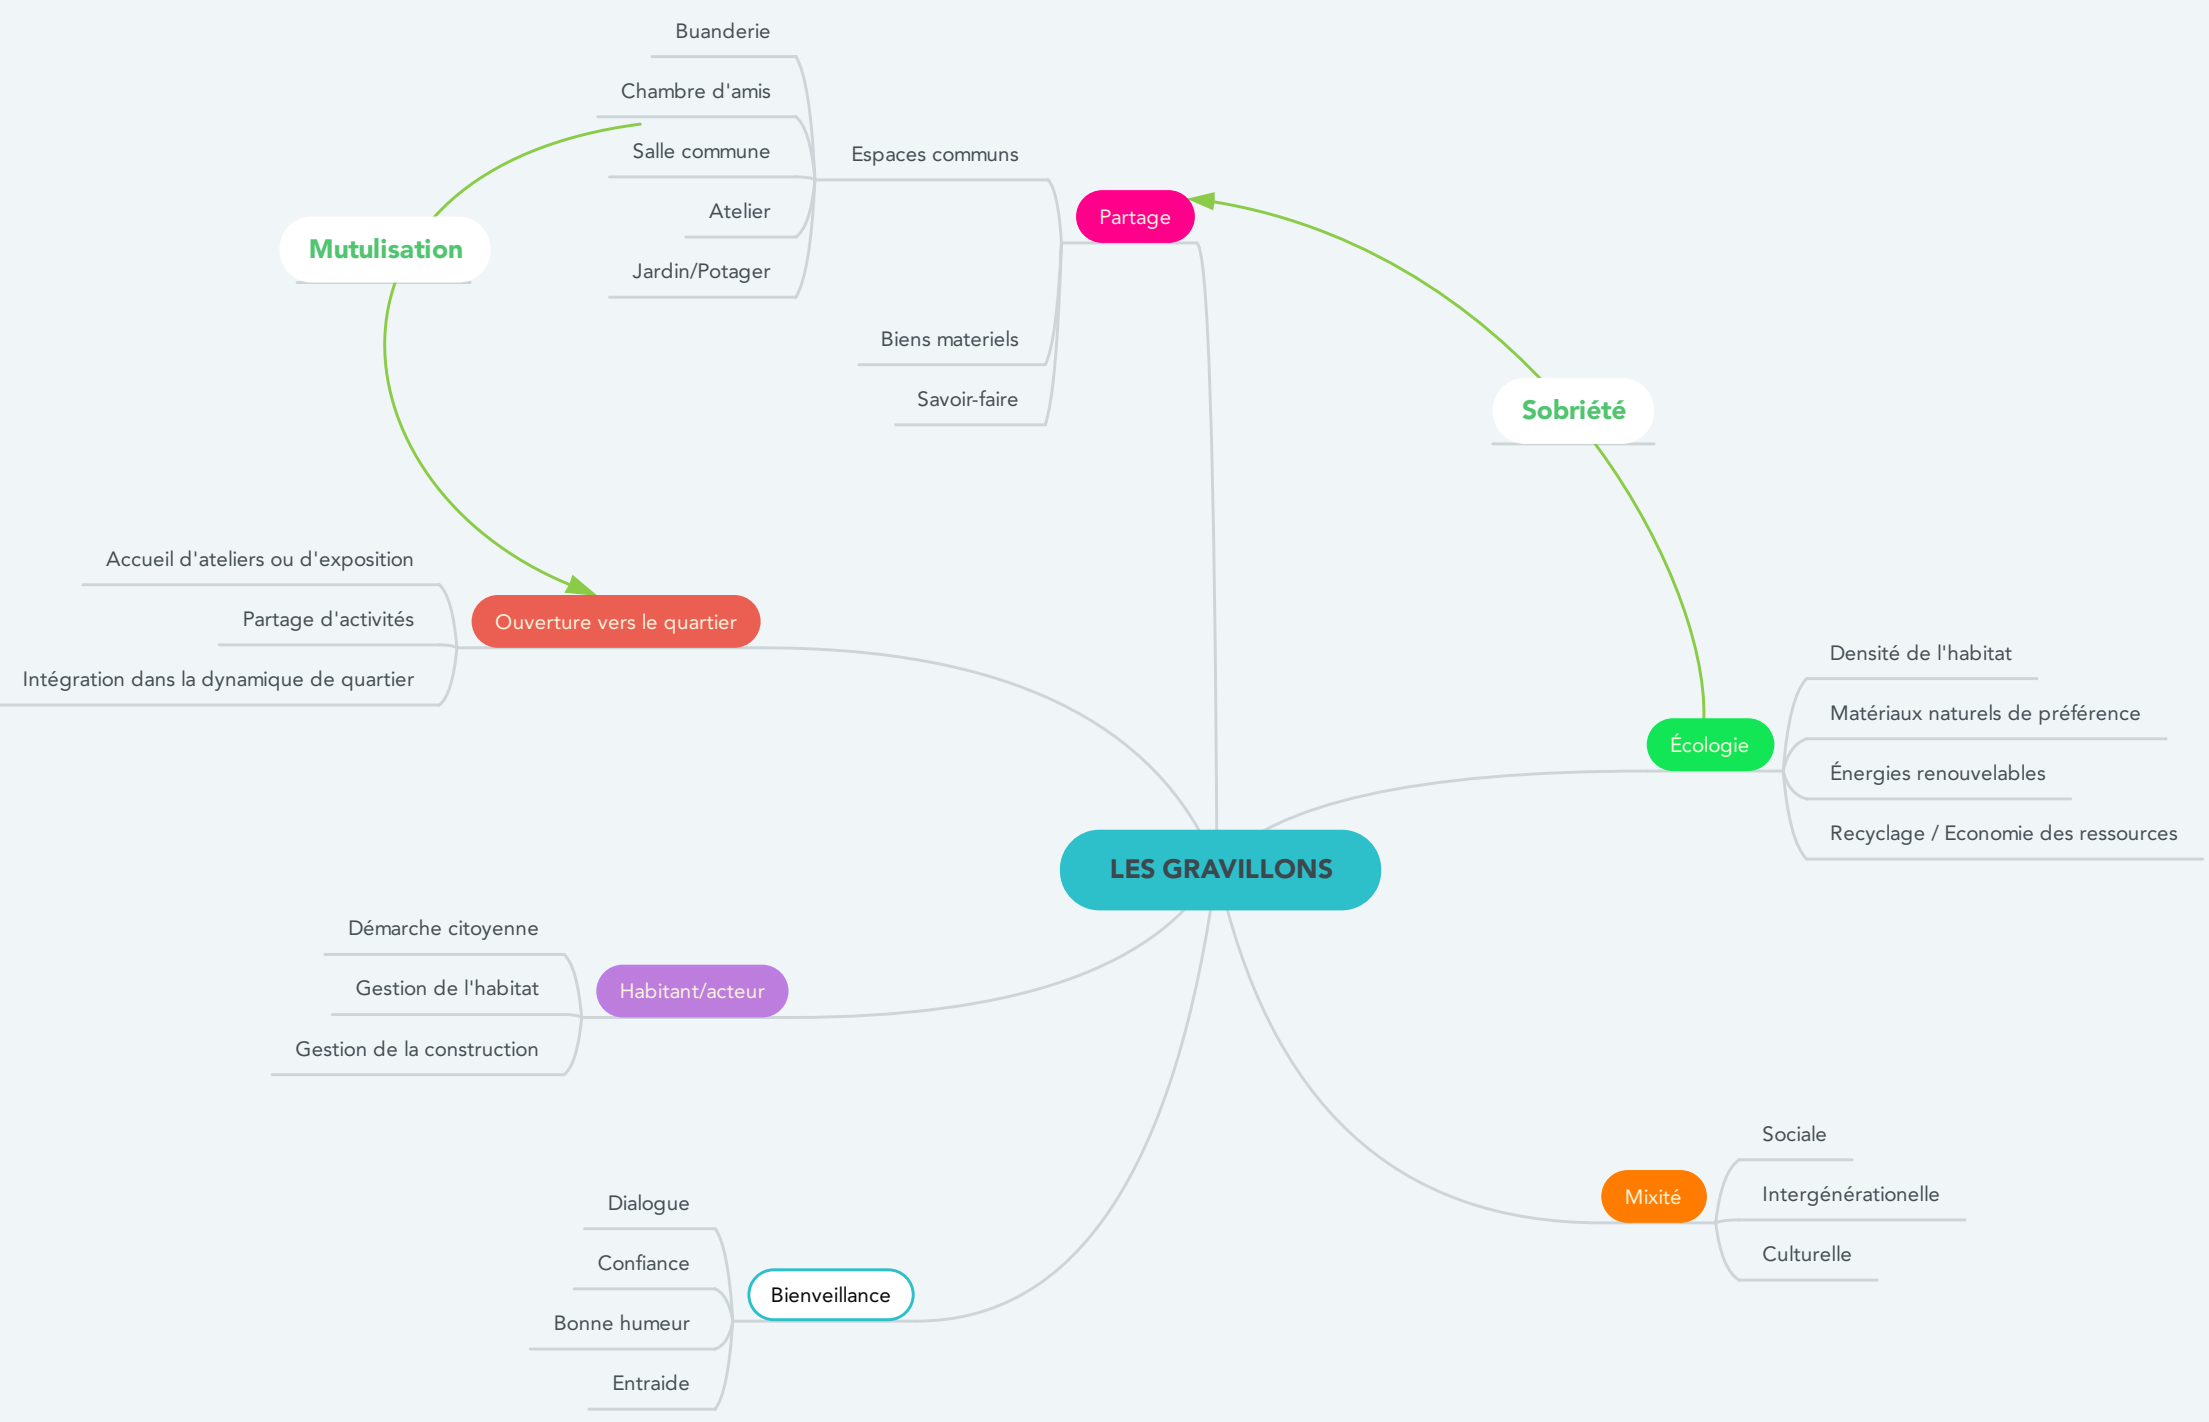 LES GRAVILLONS
Partage
Espaces communs
Buanderie
Chambre d'amis
Salle commune
Atelier
Jardin/Potager
Biens materiels
Savoir-faire
Mutulisation
Sobriété
Ouverture vers le quartier
Accueil d'ateliers ou d'exposition
Partage d'activités
Intégration dans la dynamique de quartier
Écologie
Densité de l'habitat
Matériaux naturels de préférence
Énergies renouvelables
Recyclage / Economie des ressources
Habitant/acteur
Démarche citoyenne
Gestion de l'habitat
Gestion de la construction
Bienveillance
Dialogue
Confiance
Bonne humeur
Entraide
Mixité
Sociale
Intergénérationelle
Culturelle